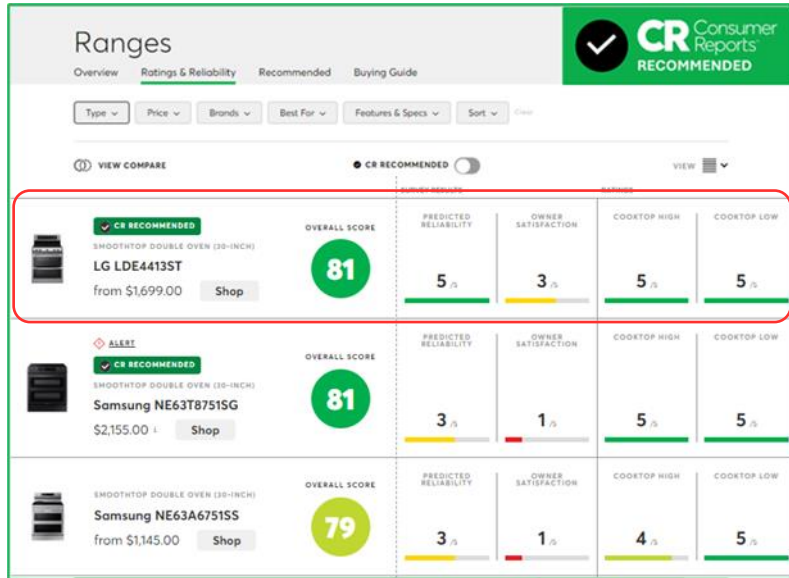 Ranges
CR Consumer Reports
RECOMMENDED
Overview Ratings & Reliability Recommended Buying Guide
Type Price Brands Best For Features & Specs Sort Clear
VIEW COMPARE CR RECOMMENDED VIEW
SURVEY RESULTS RATINGS
CR RECOMMENDED
SMOOTHTOP DOUBLE OVEN (30-INCH)
LG LDE4413ST
from $1,699.00 Shop
OVERALL SCORE
81
PREDICTED RELIABILITY
5 /5
OWNER SATISFACTION
3 /5
COOKTOP HIGH
5 /5
COOKTOP LOW
5 /5
ALERT
CR RECOMMENDED
SMOOTHTOP DOUBLE OVEN (30-INCH)
Samsung NE63T8751SG
$2,155.00 Shop
OVERALL SCORE
81
PREDICTED RELIABILITY
3 /5
OWNER SATISFACTION
1 /5
COOKTOP HIGH
5 /5
COOKTOP LOW
5 /5
SMOOTHTOP DOUBLE OVEN (30-INCH)
Samsung NE63A6751SS
from $1,145.00 Shop
OVERALL SCORE
79
PREDICTED RELIABILITY
3 /5
OWNER SATISFACTION
1 /5
COOKTOP HIGH
4 /5
COOKTOP LOW
5 /5